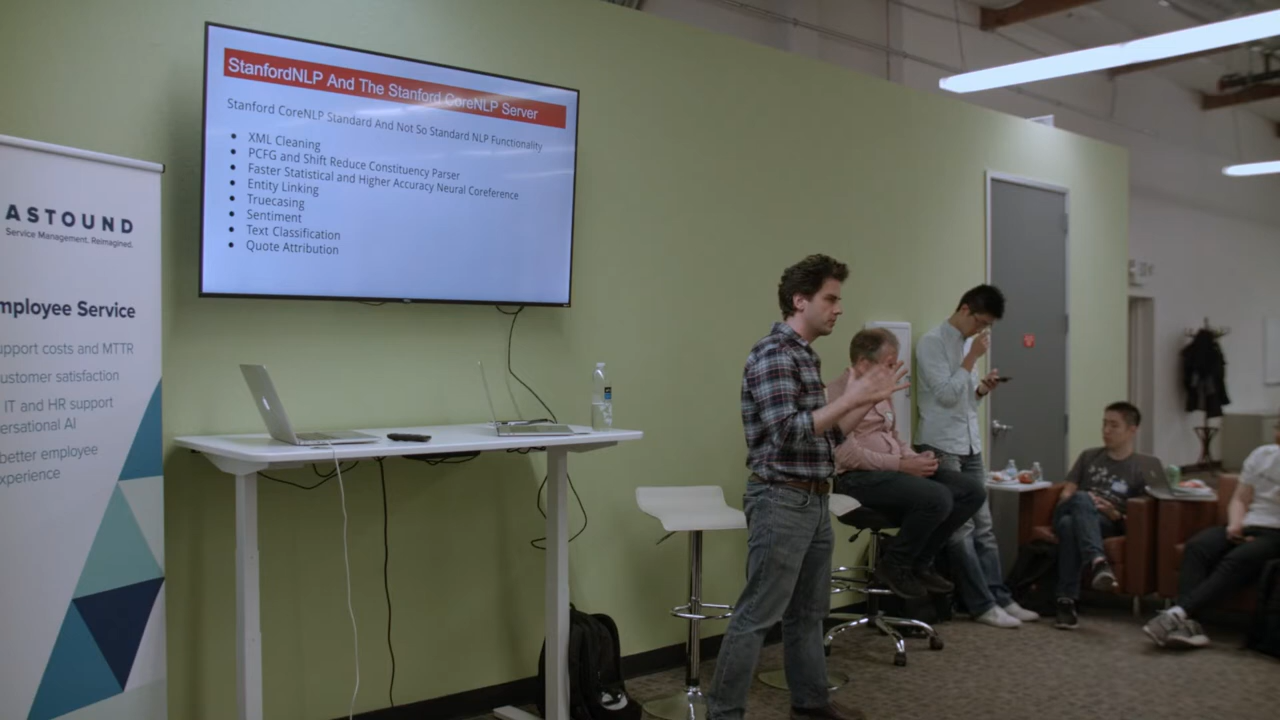 StanfordNLP And The Stanford CoreNLP Server
Stanford CoreNLP Standard And Not So Standard NLP Functionality
• XML Cleaning
• PCFG and Shift Reduce Constituency Parser
• Faster Statistical and Higher Accuracy Neural Coreference
• Entity Linking
• Truecasing
• Sentiment
• Text Classification
• Quote Attribution
ASTOUND
Service Management. Reimagined.
mployee Service
upport costs and MTTR
ustomer satisfaction
IT and HR support
ersational AI
better employee
xperience